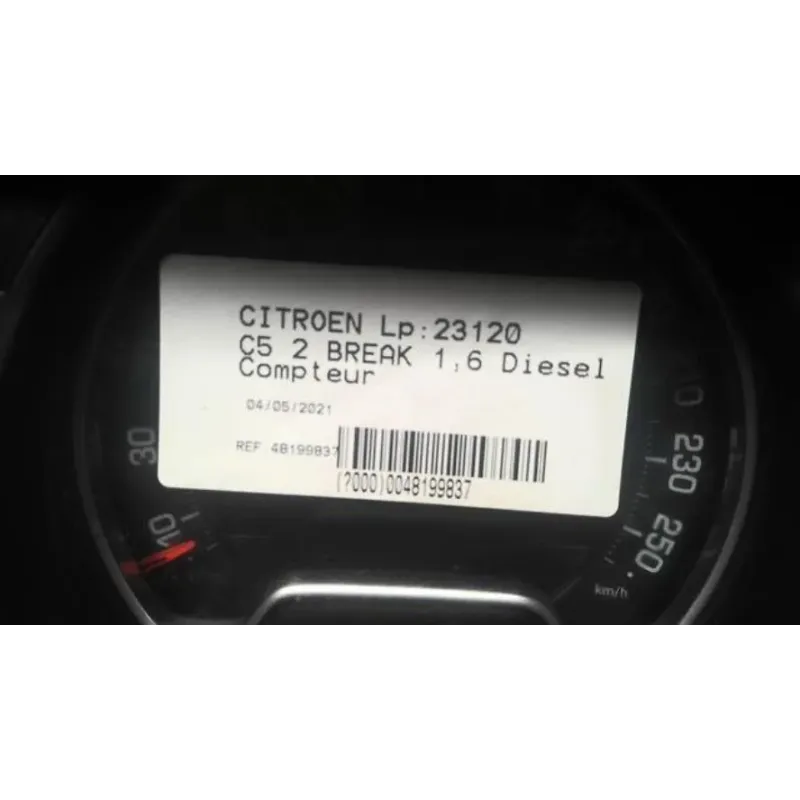 CITROEN Lp:23120
C5 2 BREAK 1,6 Diesel
Compteur
04/05/2021
REF 48199837
(?000)0048199837
30
10
230
250
km/h